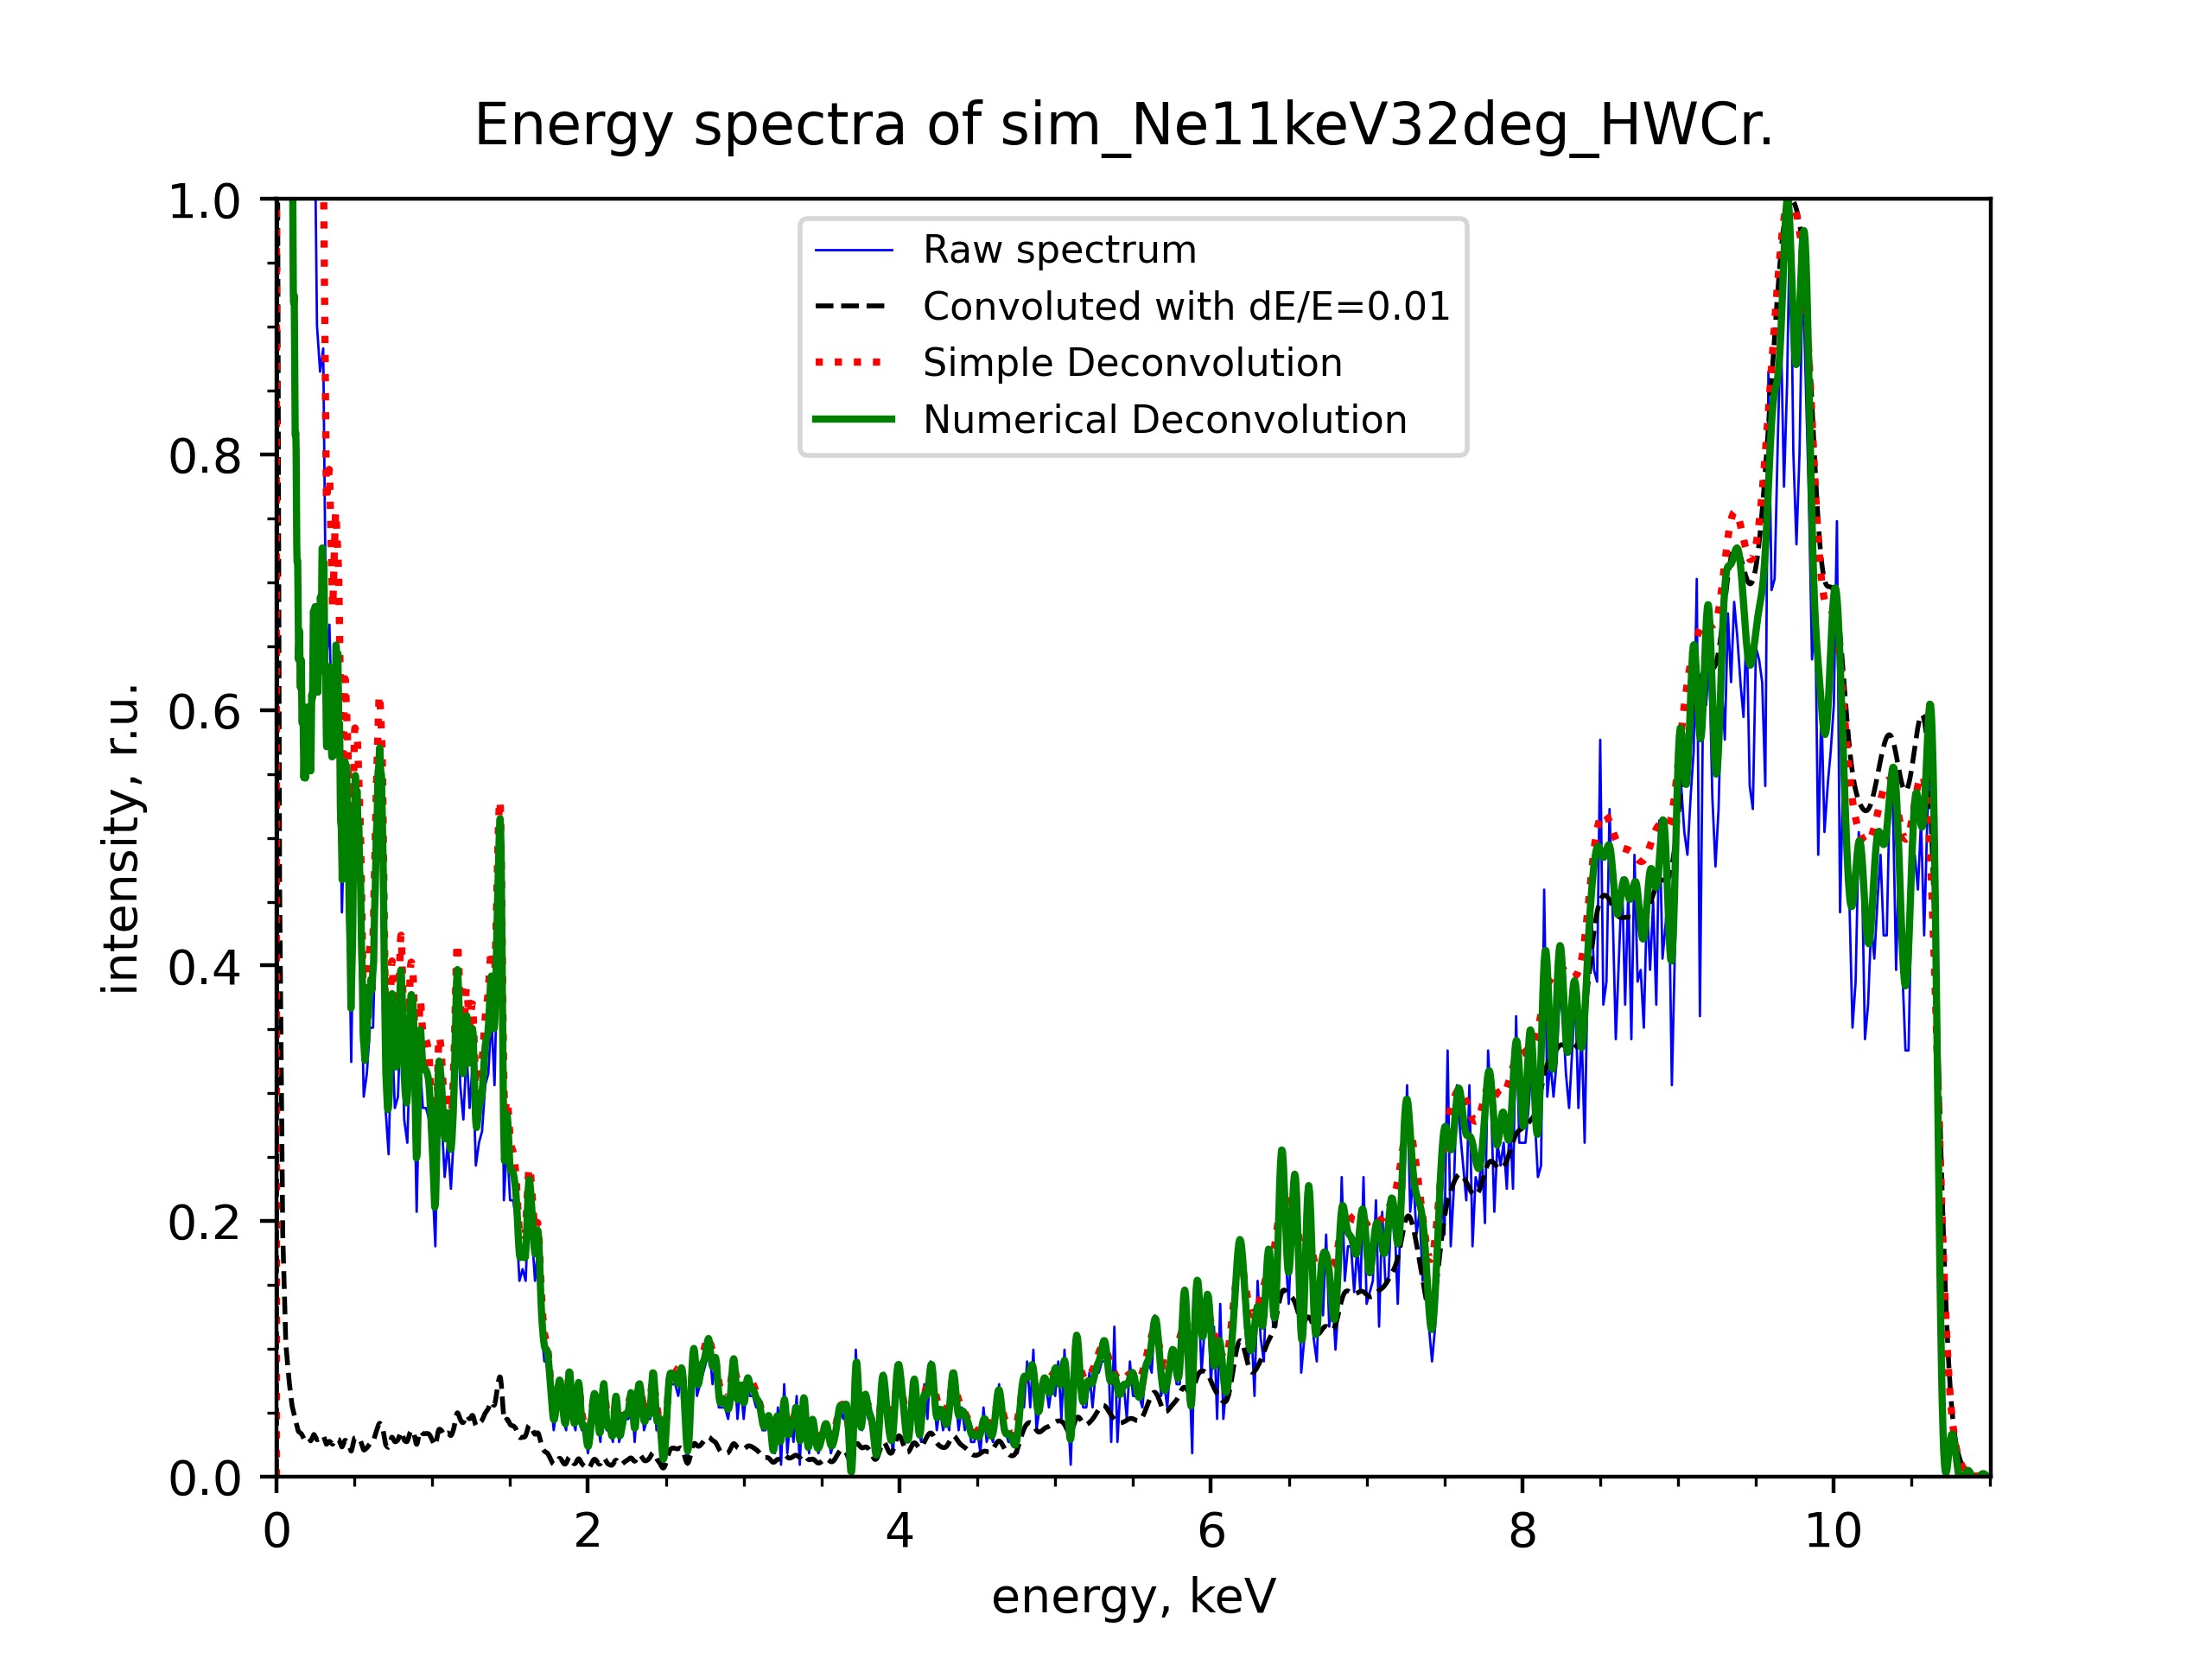 Energy spectra of sim_Ne11keV32deg_HWCr.
1.0
0.8
0.6
0.4
0.2
0.0
intensity, r.u.
Raw spectrum
Convoluted with dE/E=0.01
Simple Deconvolution
Numerical Deconvolution
0 2 4 6 8 10
energy, keV